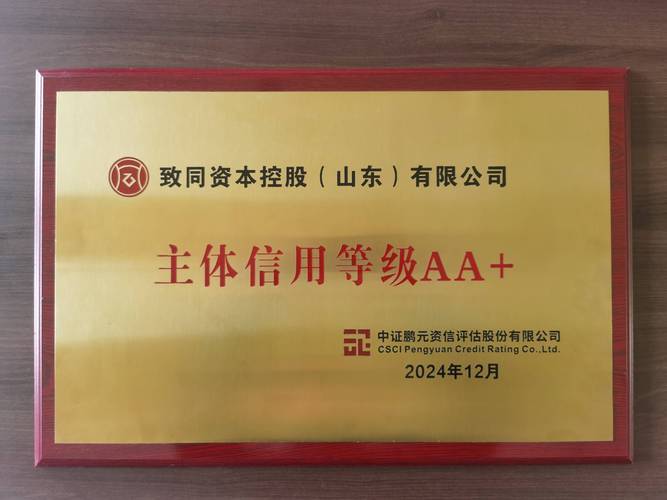 致同资本控股（山东）有限公司
主体信用等级AA+
中证鹏元资信评估股份有限公司
CSCI Pengyuan Credit Rating Co.,Ltd.
2024年12月